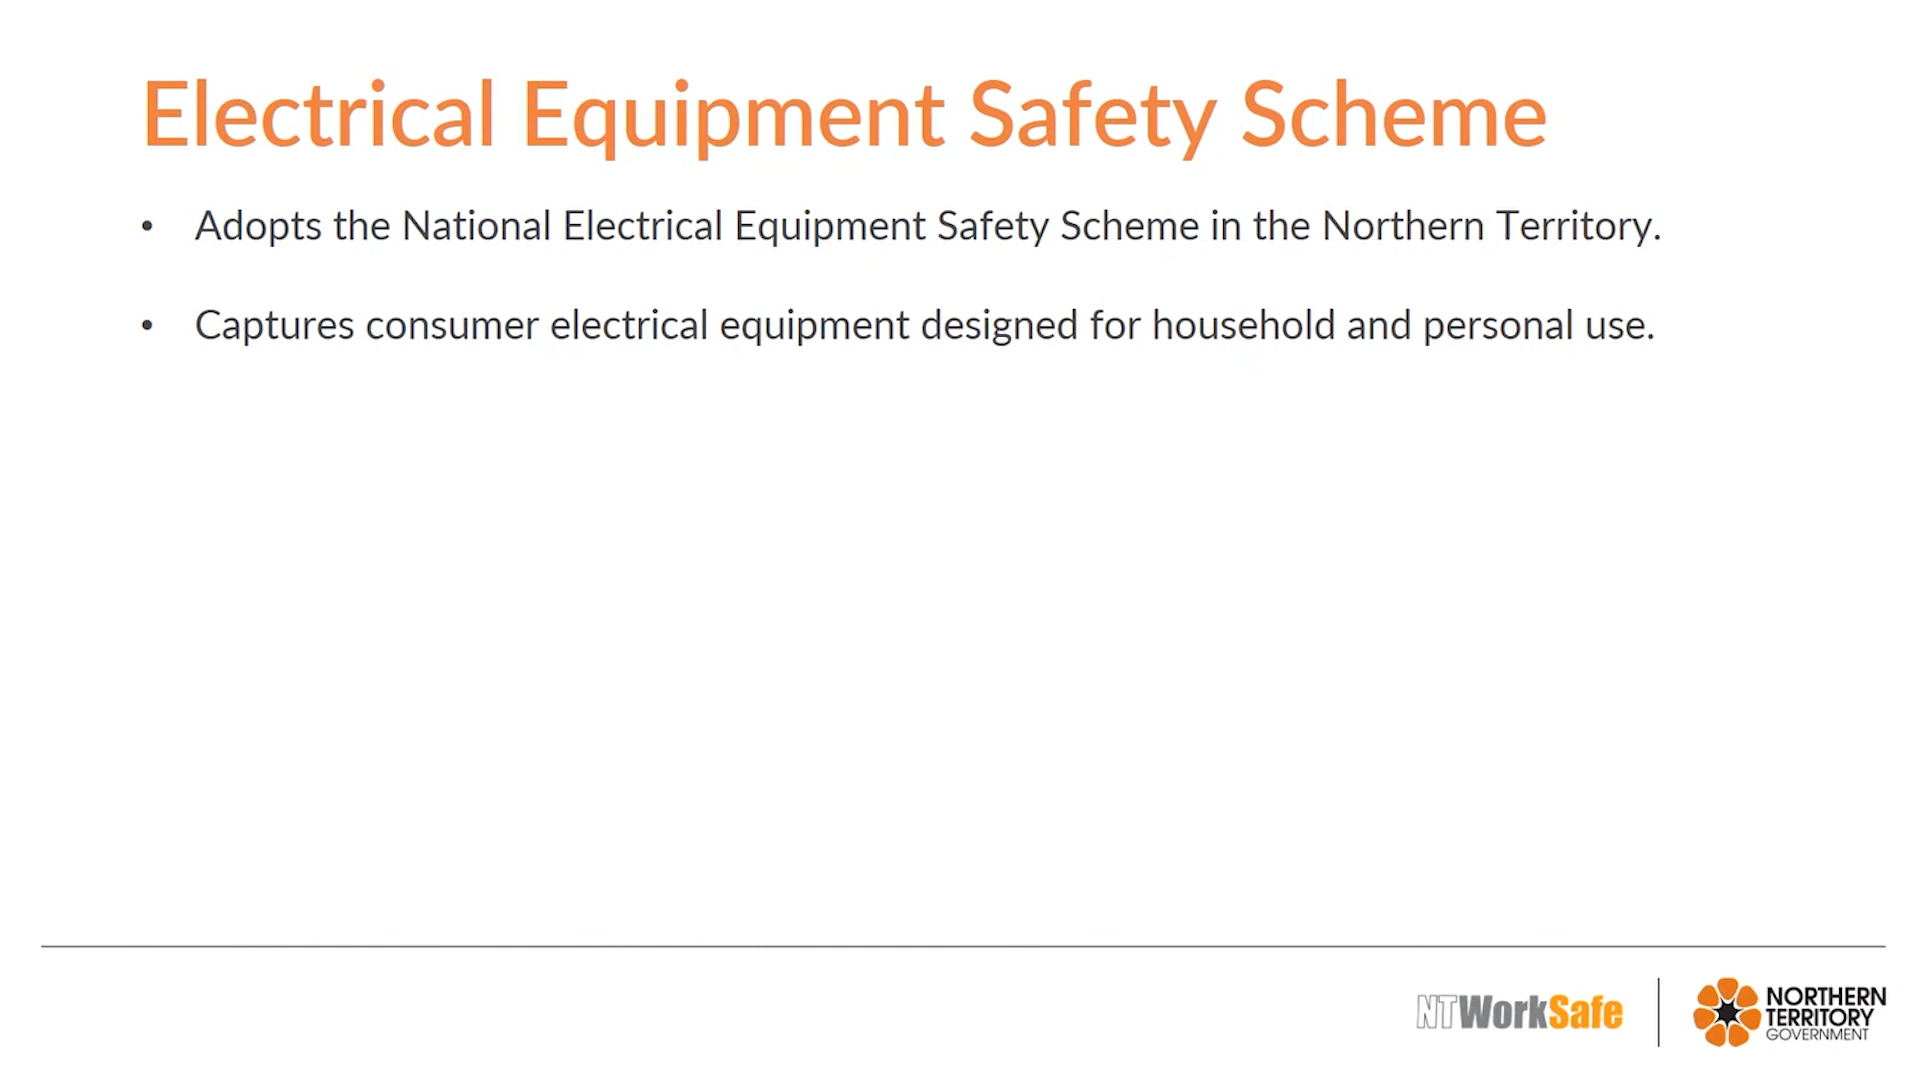 Electrical Equipment Safety Scheme
• Adopts the National Electrical Equipment Safety Scheme in the Northern Territory.
• Captures consumer electrical equipment designed for household and personal use.
NTWorkSafe
NORTHERN
TERRITORY
GOVERNMENT